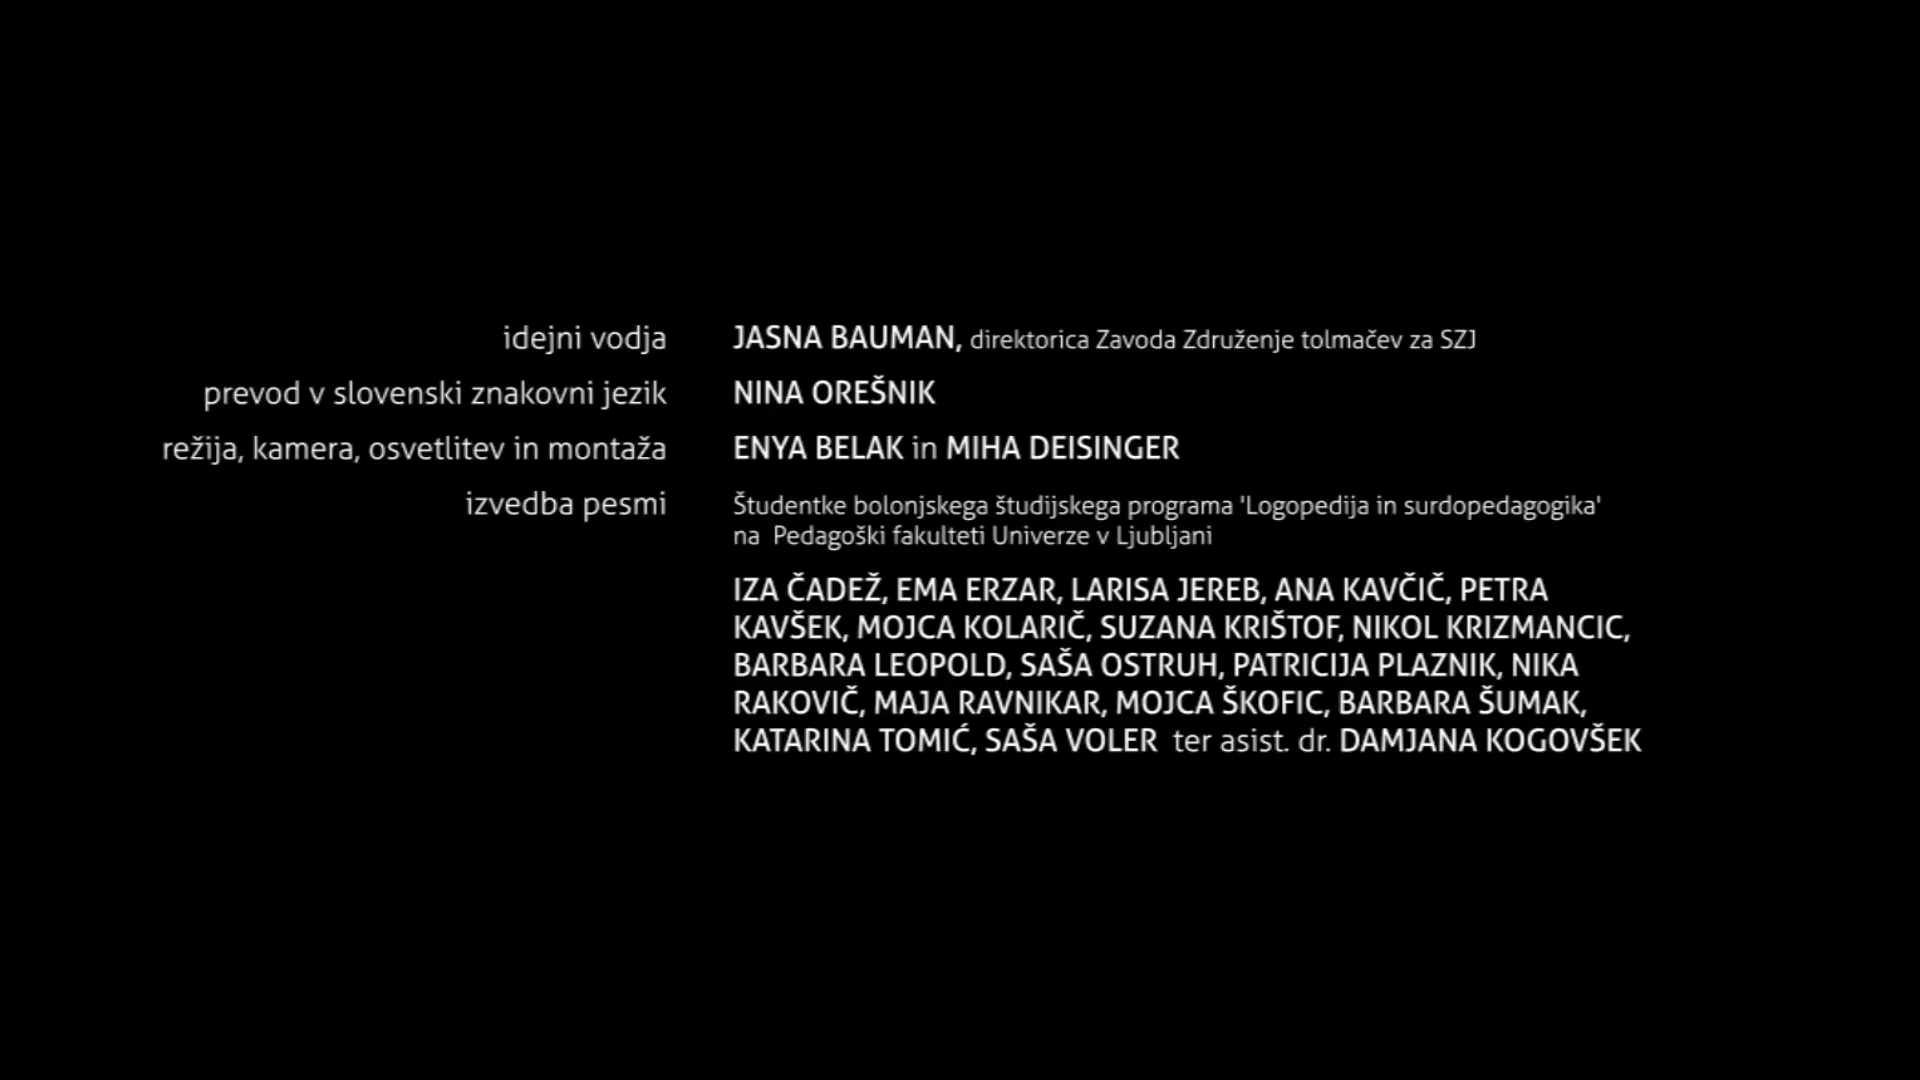 idejni vodja JASNA BAUMAN, direktorica Zavoda Združenje tolmačev za SZJ
prevod v slovenski znakovni jezik NINA OREŠNIK
režija, kamera, osvetlitev in montaža ENYA BELAK in MIHA DEISINGER
izvedba pesmi Študentke bolonjskega študijskega programa 'Logopedija in surdopedagogika'
na Pedagoški fakulteti Univerze v Ljubljani
IZA ČADEŽ, EMA ERZAR, LARISA JEREB, ANA KAVČIČ, PETRA
KAVŠEK, MOJCA KOLARIČ, SUZANA KRIŠTOF, NIKOL KRIZMANCIC,
BARBARA LEOPOLD, SAŠA OSTRUH, PATRICIJA PLAZNIK, NIKA
RAKOVIČ, MAJA RAVNIKAR, MOJCA ŠKOFIC, BARBARA ŠUMAK,
KATARINA TOMIĆ, SAŠA VOLER ter asist. dr. DAMJANA KOGOVŠEK